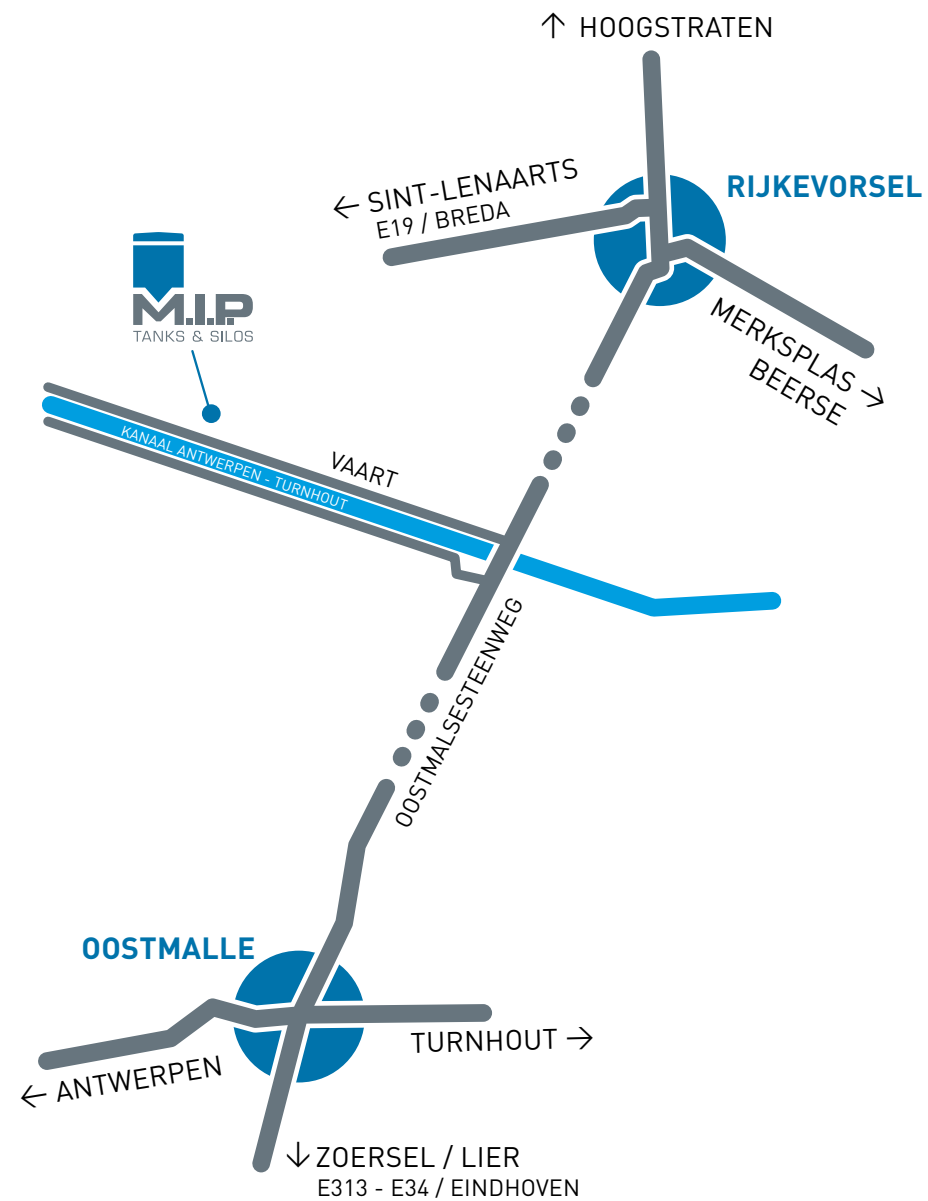 ↑ HOOGSTRATEN
RIJKEVORSEL
← SINT-LENAARTS
E19 / BREDA
M.I.P
TANKS & SILOS
MERKSPLAS
BEERSE →
VAART
KANAAL ANTWERPEN - TURNHOUT
OOSTMALSESTEENWEG
OOSTMALLE
TURNHOUT →
← ANTWERPEN
↓ ZOERSEL / LIER
E313 - E34 / EINDHOVEN